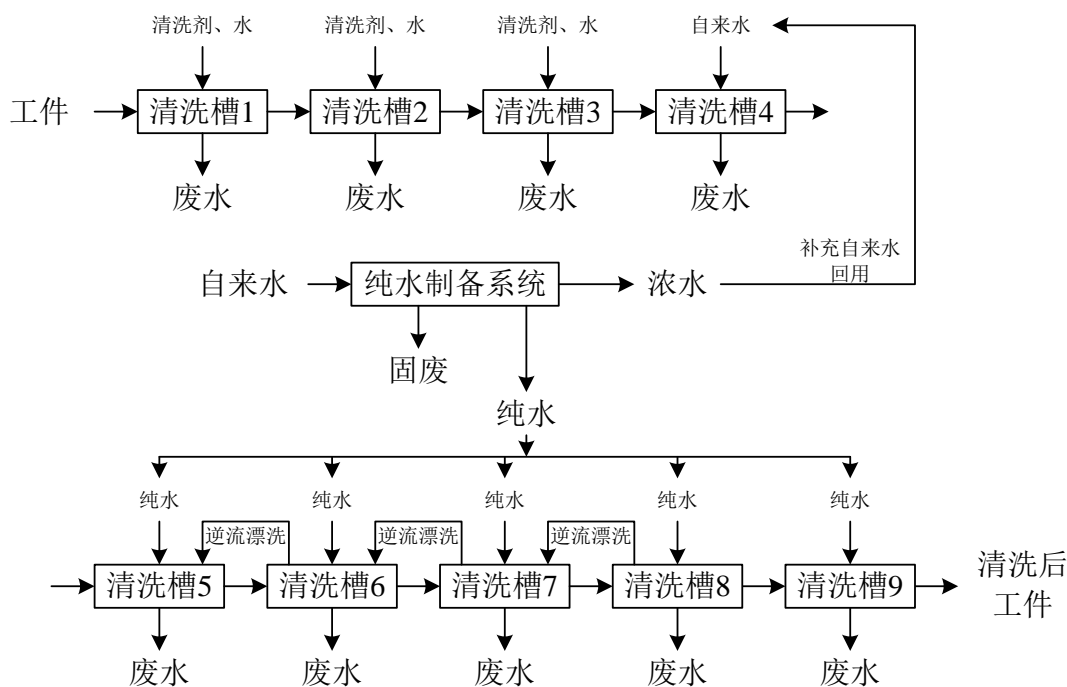 清洗剂、水
清洗剂、水
清洗剂、水
自来水
工件
清洗槽1
清洗槽2
清洗槽3
清洗槽4
废水
废水
废水
废水
补充自来水
回用
自来水
纯水制备系统
浓水
固废
纯水
纯水
纯水
纯水
纯水
纯水
逆流漂洗
逆流漂洗
逆流漂洗
清洗槽5
清洗槽6
清洗槽7
清洗槽8
清洗槽9
清洗后
工件
废水
废水
废水
废水
废水